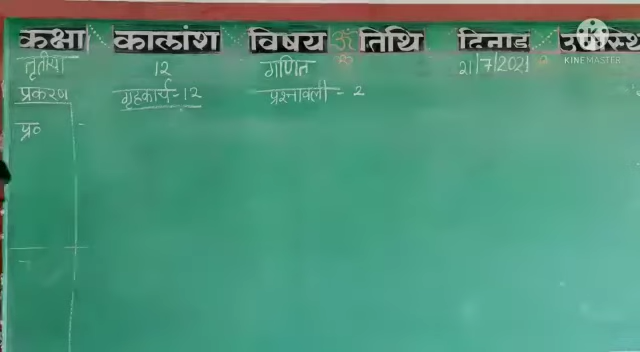 कक्षा कालांश विषय ॐ तिथि दिनाङ
KINEMASTER
तृतीया 12 गणित 21/7/2021
प्रकरण गृहकार्य-12 प्रश्नावली - 2
प्र०